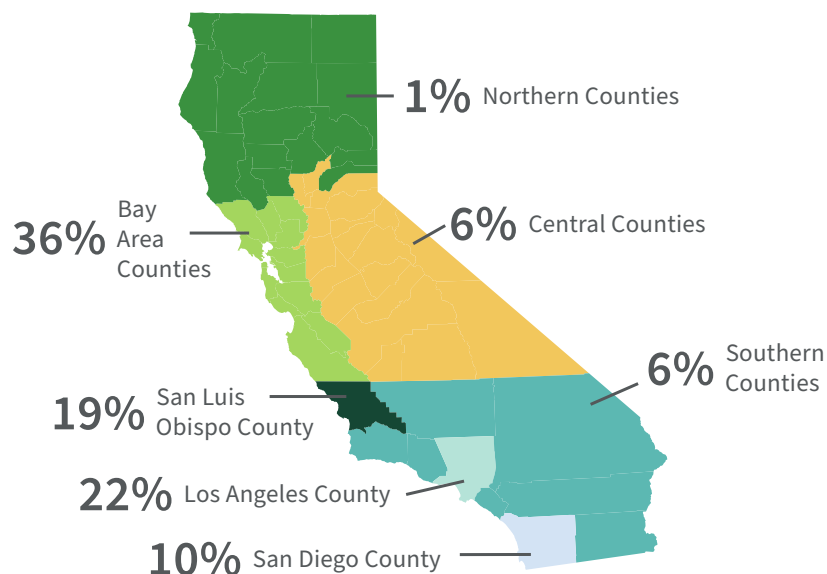 1% Northern Counties
36% Bay
Area
Counties
6% Central Counties
6% Southern
Counties
19% San Luis
Obispo County
22% Los Angeles County
10% San Diego County